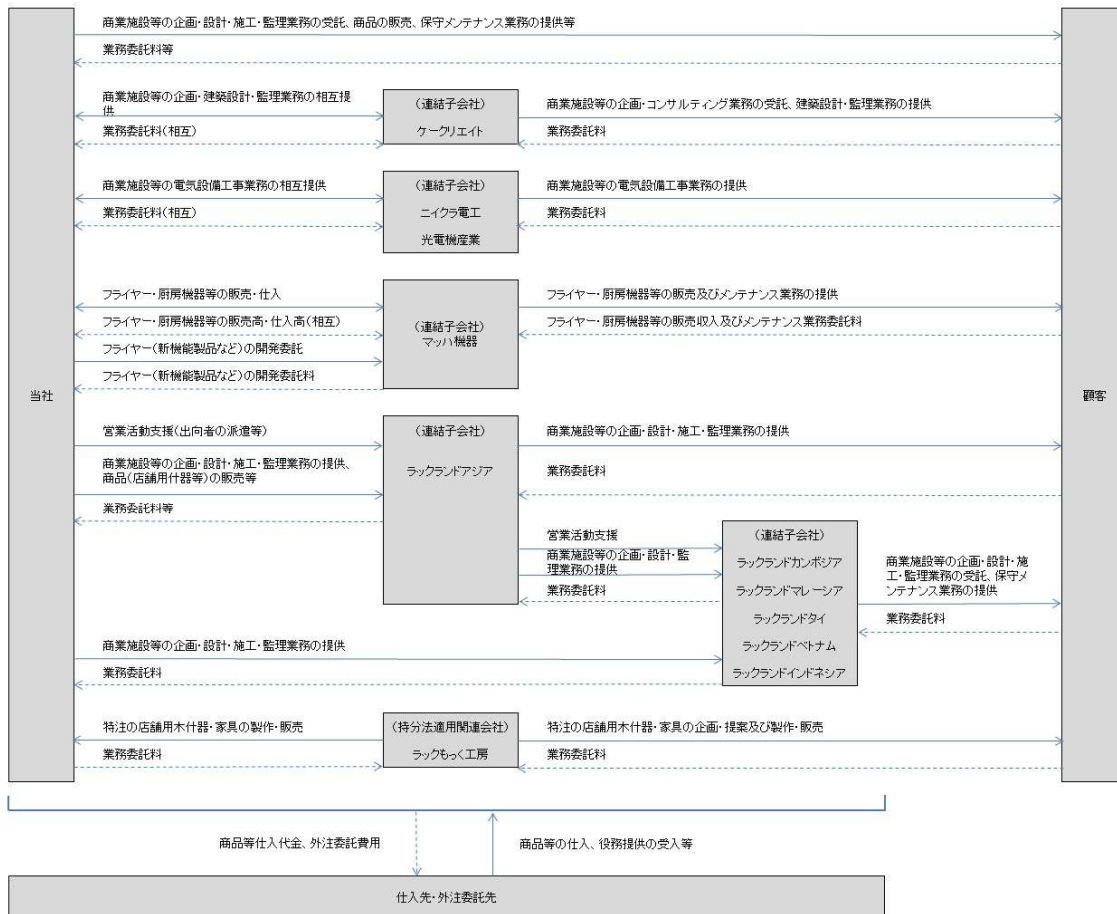 商業施設等の企画・設計・施工・監理業務の受託、商品の販売、保守メンテナンス業務の提供等
業務委託料等
商業施設等の企画・建築設計・監理業務の相互提
供
業務委託料(相互)
(連結子会社)
ケークリエイト
商業施設等の企画・コンサルティング業務の受託、建築設計・監理業務の提供
業務委託料
商業施設等の電気設備工事業務の相互提供
業務委託料(相互)
(連結子会社)
ニイクラ電工
光電機産業
商業施設等の電気設備工事業務の提供
業務委託料
フライヤー・厨房機器等の販売・仕入
フライヤー・厨房機器等の販売高・仕入高(相互)
フライヤー(新機能製品など)の開発委託
フライヤー(新機能製品など)の開発委託料
(連結子会社)
マッハ機器
フライヤー・厨房機器等の販売及びメンテナンス業務の提供
フライヤー・厨房機器等の販売収入及びメンテナンス業務委託料
当社
顧客
営業活動支援(出向者の派遣等)
商業施設等の企画・設計・施工・監理業務の提供、
商品(店舗用什器等)の販売等
業務委託料等
(連結子会社)
ラックランドアジア
商業施設等の企画・設計・施工・監理業務の提供
業務委託料
営業活動支援
商業施設等の企画・設計・監
理業務の提供
業務委託料
(連結子会社)
ラックランドカンボジア
ラックランドマレーシア
ラックランドタイ
ラックランドベトナム
ラックランドインドネシア
商業施設等の企画・設計・施
工・監理業務の受託、保守メ
ンテナンス業務の提供
業務委託料
商業施設等の企画・設計・施工・監理業務の提供
業務委託料
特注の店舗用木什器・家具の製作・販売
業務委託料
(持分法適用関連会社)
ラックもっく工房
特注の店舗用木什器・家具の企画・提案及び製作・販売
業務委託料
商品等仕入代金、外注委託費用
商品等の仕入、役務提供の受入等
仕入先・外注委託先